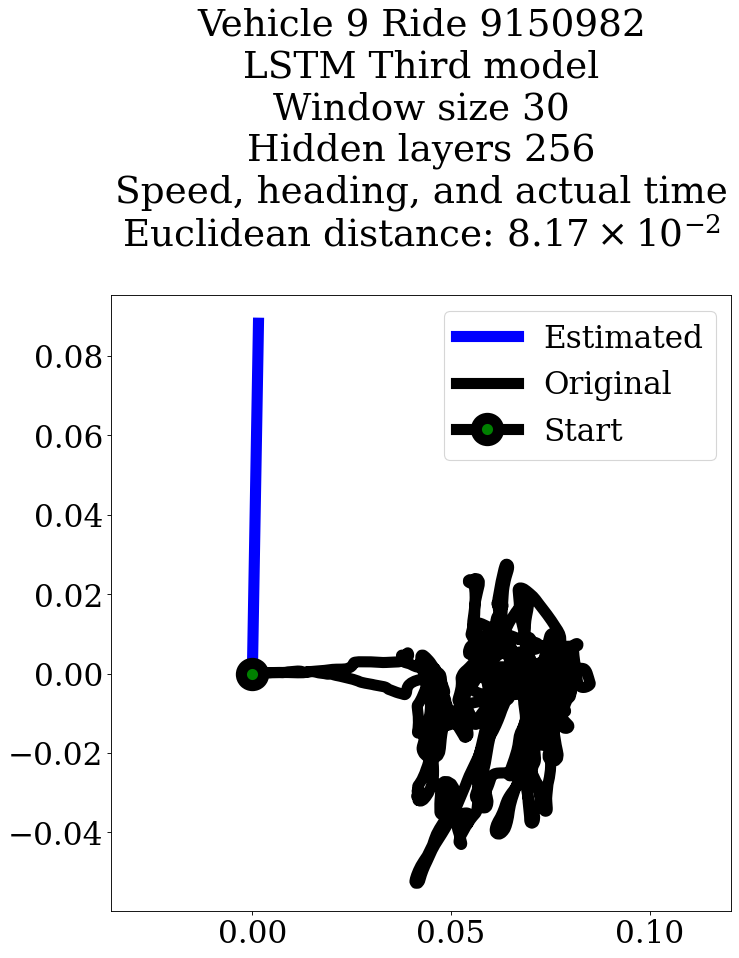 Vehicle 9 Ride 9150982
LSTM Third model
Window size 30
Hidden layers 256
Speed, heading, and actual time
Euclidean distance: 8.17 × 10⁻²
Estimated
Original
Start
0.08
0.06
0.04
0.02
0.00
−0.02
−0.04
0.00 0.05 0.10